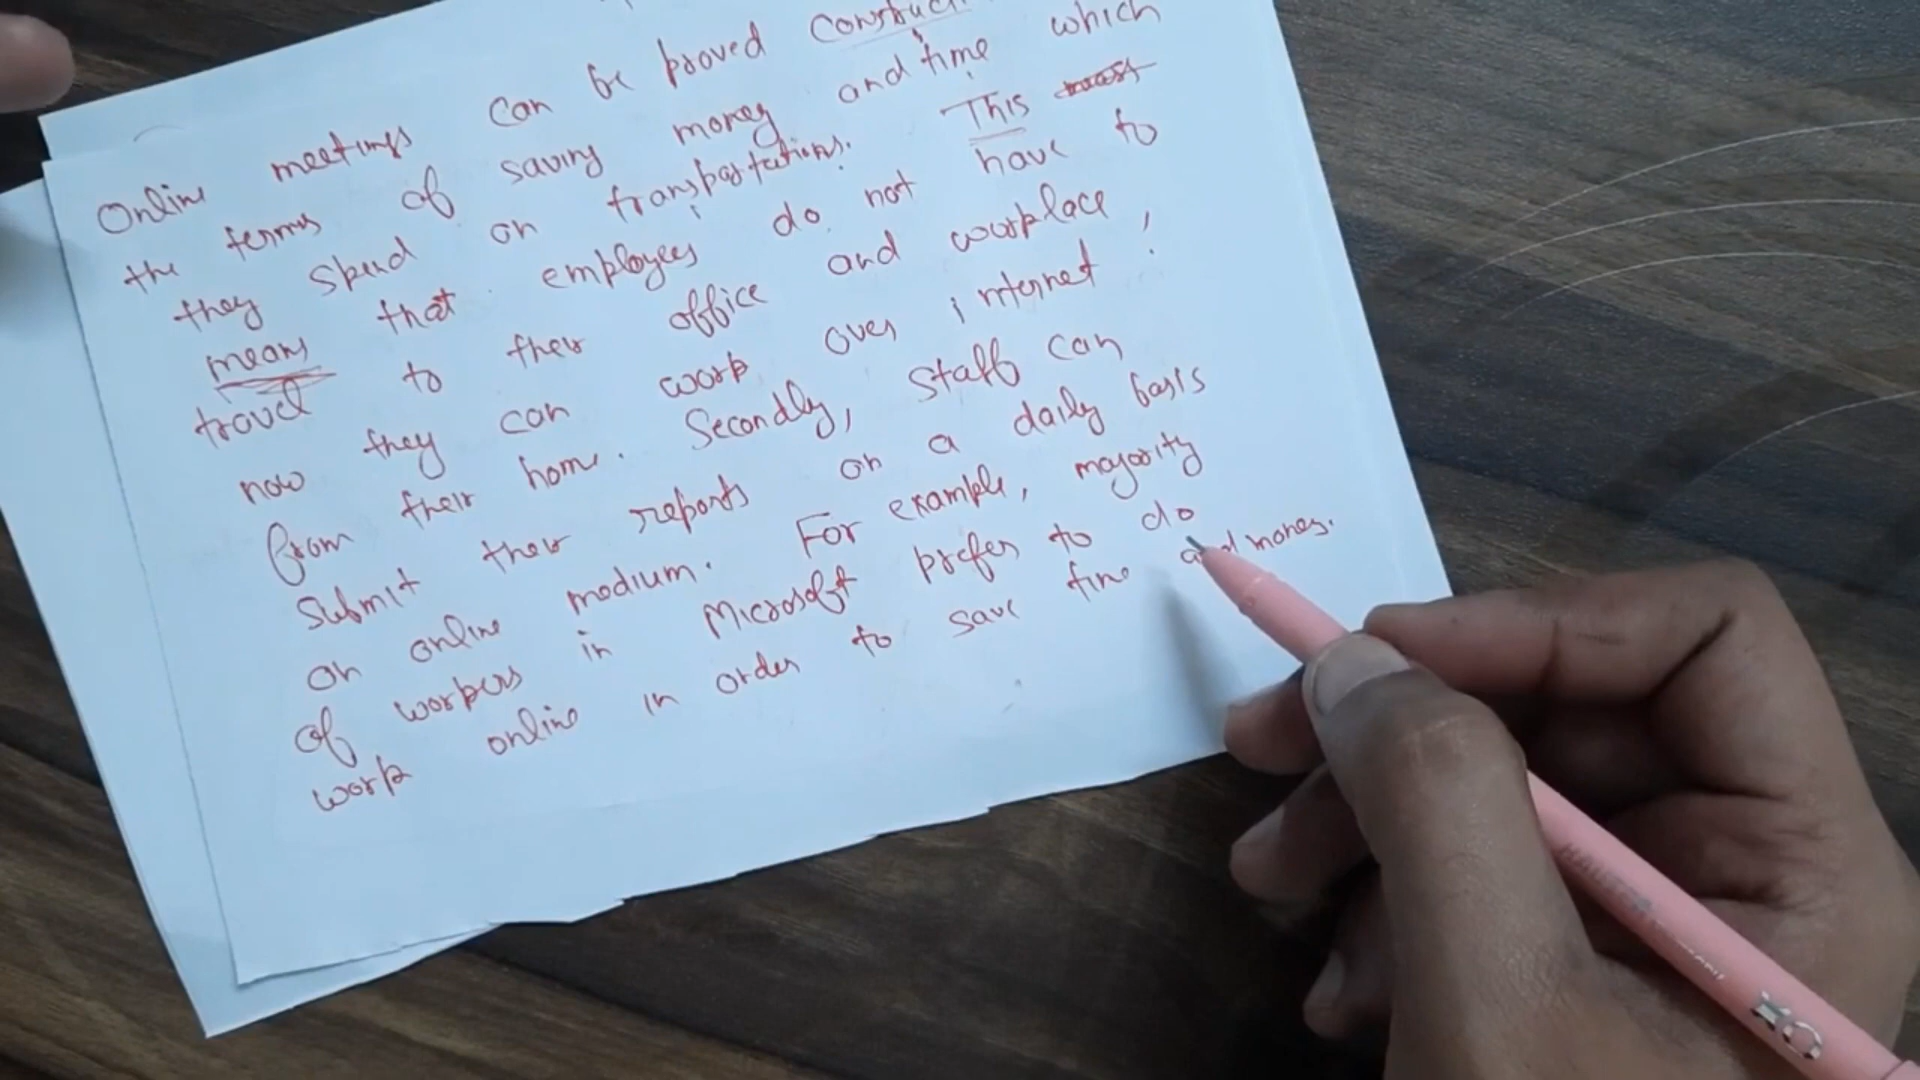 Online meetings can be proved Construc
the terms of saving money and time which
they spend on transportations. This
means that employees do not have to
travel to their office and workplace,
now they can work over internet
from their home. Secondly, staff can
Submit their reports on a daily basis
on online medium. For example, majority
of workers in Microsoft prefer to do
work online in order to save time and money.